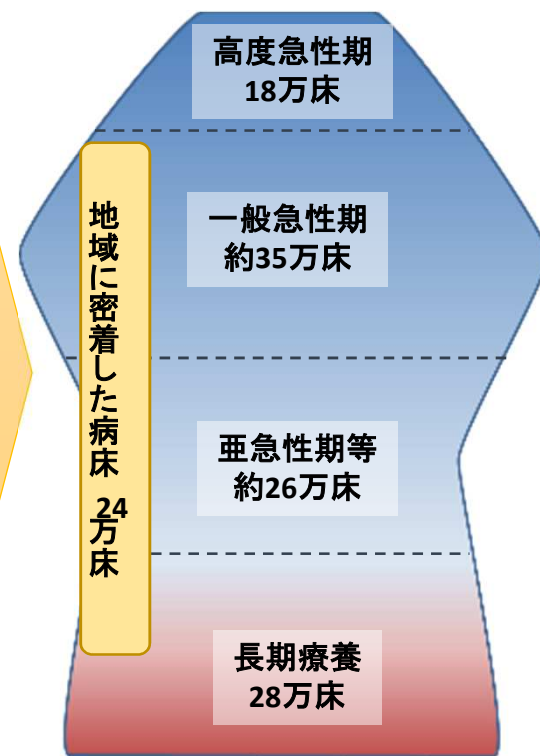 高度急性期
18万床
一般急性期
約35万床
地域に密着した病床 24万床
亜急性期等
約26万床
長期療養
28万床